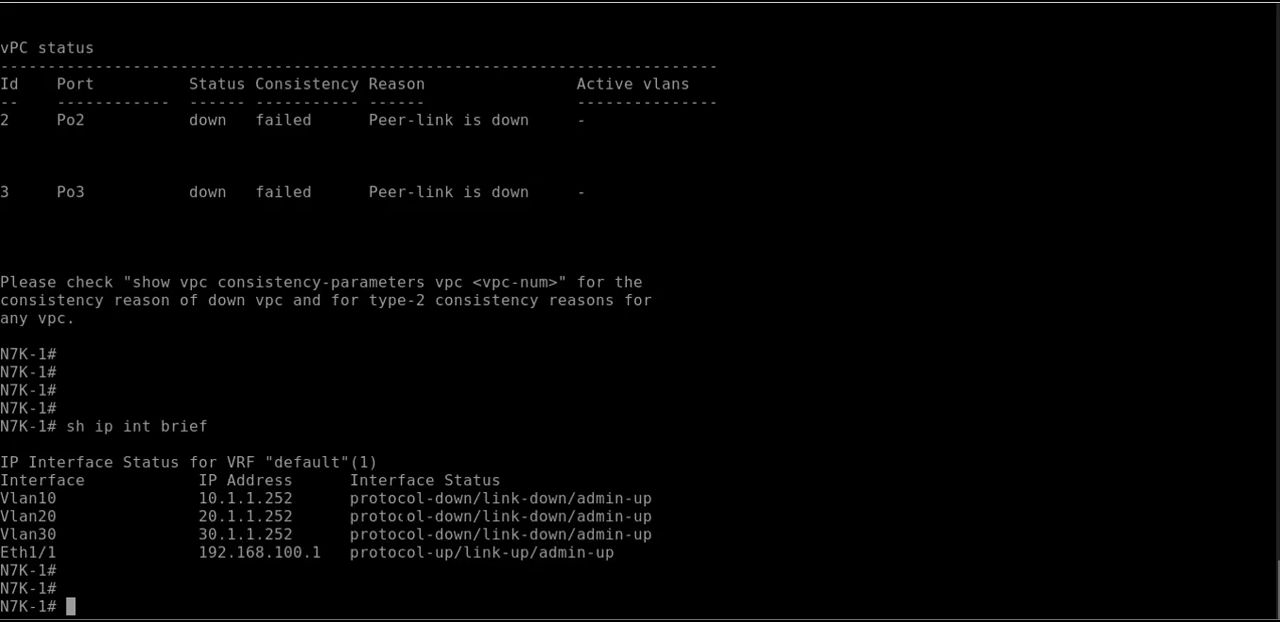 vPC status
----------------------------------------------------------------------------
Id    Port          Status Consistency Reason                Active vlans
--    ------------  ------ ----------- ------                ---------------
2     Po2           down   failed      Peer-link is down     -
3     Po3           down   failed      Peer-link is down     -
Please check "show vpc consistency-parameters vpc <vpc-num>" for the
consistency reason of down vpc and for type-2 consistency reasons for
any vpc.
N7K-1#
N7K-1#
N7K-1#
N7K-1#
N7K-1# sh ip int brief
IP Interface Status for VRF "default"(1)
Interface            IP Address      Interface Status
Vlan10               10.1.1.252      protocol-down/link-down/admin-up
Vlan20               20.1.1.252      protocol-down/link-down/admin-up
Vlan30               30.1.1.252      protocol-down/link-down/admin-up
Eth1/1               192.168.100.1   protocol-up/link-up/admin-up
N7K-1#
N7K-1#
N7K-1#